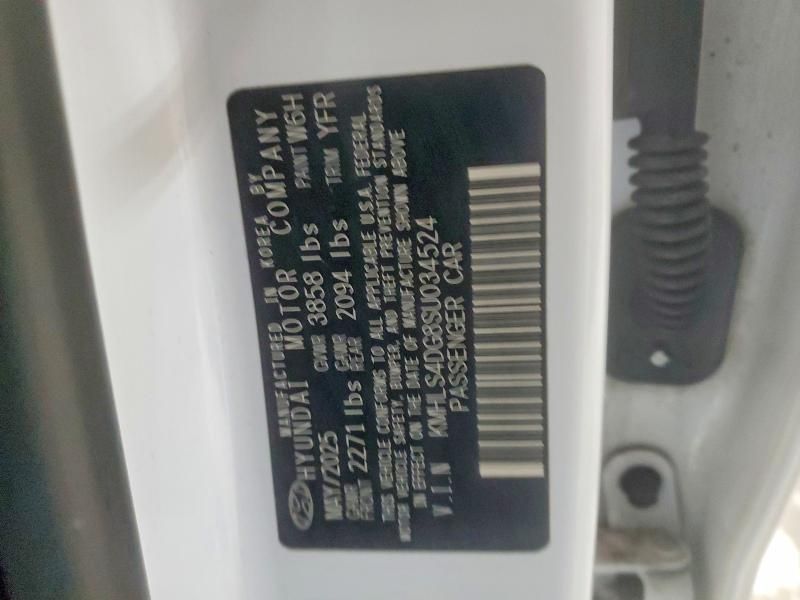 MANUFACTURED IN KOREA BY
HYUNDAI MOTOR COMPANY
MAY/2025 GVWR 3858 lbs PAINT W6H
GAWR FRONT 2271 lbs GAWR REAR 2094 lbs TRIM YFR
THIS VEHICLE CONFORMS TO ALL APPLICABLE U.S.A. FEDERAL
MOTOR VEHICLE SAFETY, BUMPER, AND THEFT PREVENTION STANDARDS
IN EFFECT ON THE DATE OF MANUFACTURE SHOWN ABOVE
V.I.N KMHLS4DG8SU034524
PASSENGER CAR